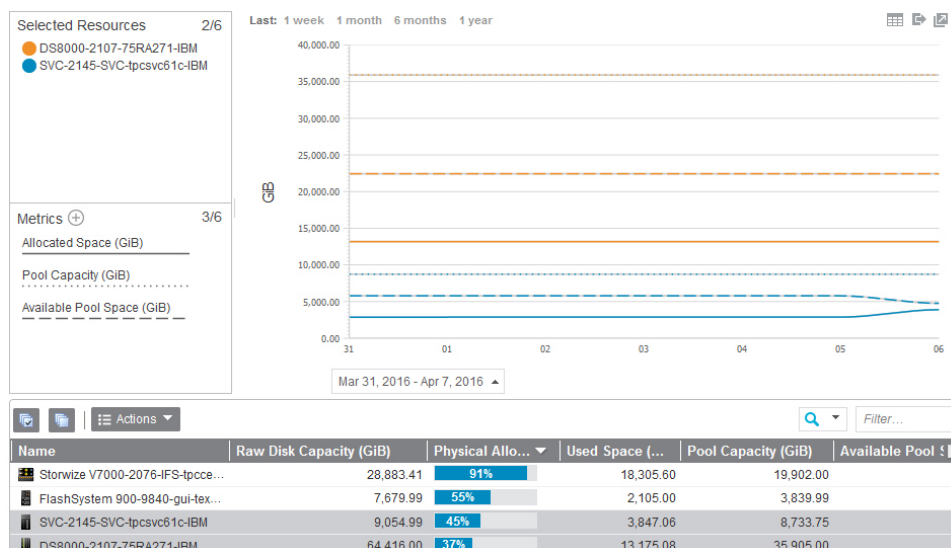 Selected Resources 2/6
DS8000-2107-75RA271-IBM
SVC-2145-SVC-tpcsvc61c-IBM
Metrics 3/6
Allocated Space (GiB)
Pool Capacity (GiB)
Available Pool Space (GiB)
Last: 1 week 1 month 6 months 1 year
40,000.00
35,000.00
30,000.00
25,000.00
20,000.00
15,000.00
10,000.00
5,000.00
0.00
GiB
31 01 02 03 04 05 06
Mar 31, 2016 - Apr 7, 2016
Actions
Filter...
Name Raw Disk Capacity (GiB) Physical Allo... Used Space (... Pool Capacity (GiB) Available Pool S
Storwize V7000-2076-IFS-tpcce... 28,883.41 91% 18,305.60 19,902.00
FlashSystem 900-9840-gui-tex... 7,679.99 55% 2,105.00 3,839.99
SVC-2145-SVC-tpcsvc61c-IBM 9,054.99 45% 3,847.06 8,733.75
DS8000-2107-75RA271-IBM 64,416.00 37% 13,175.08 35,905.00